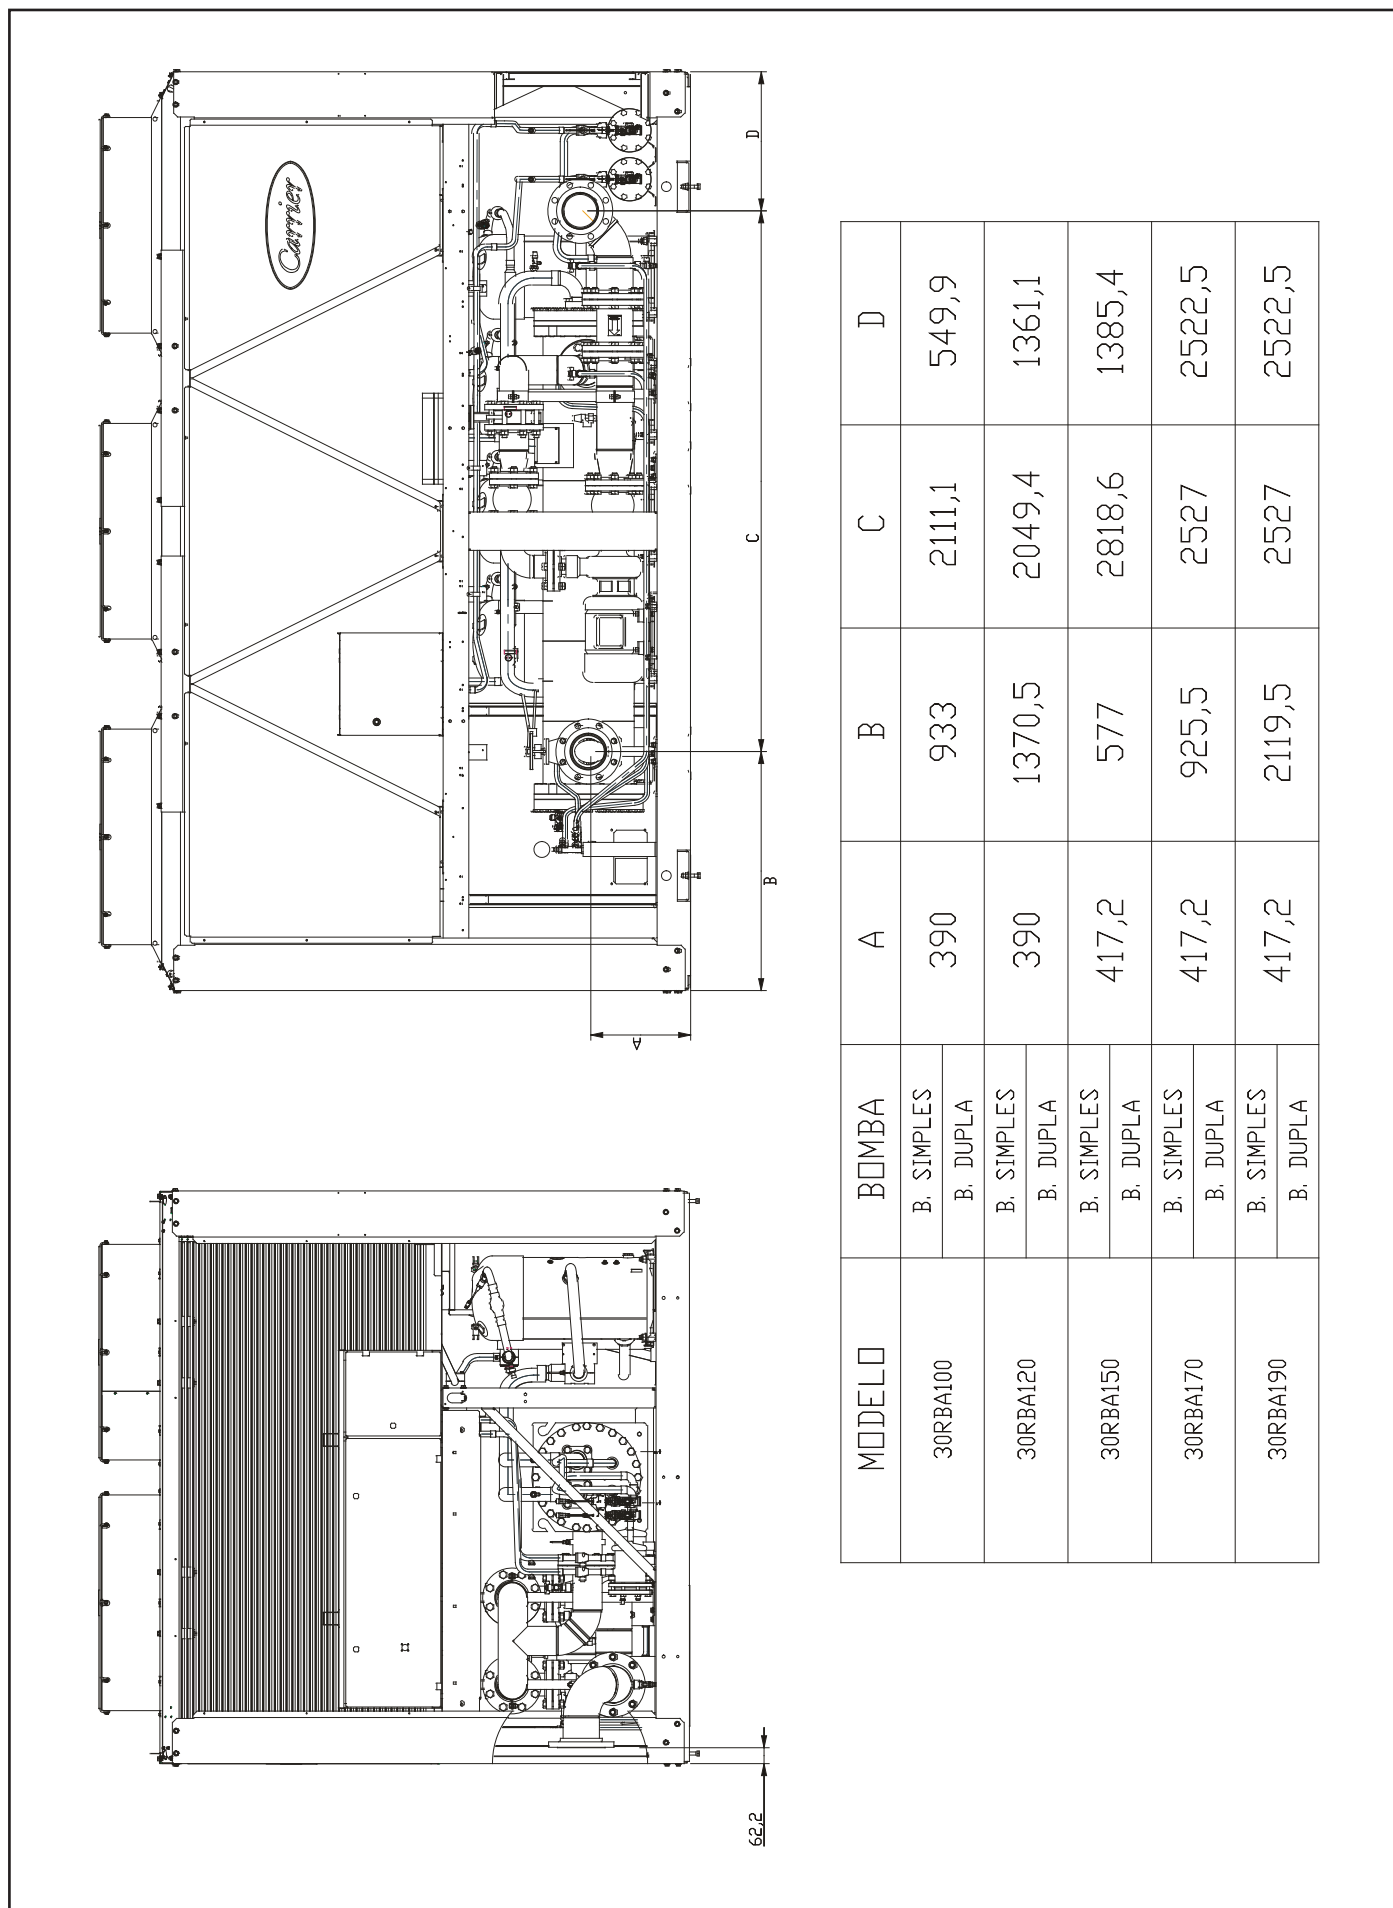 Carrier
A
B
C
D
62,2
MODELO BOMBA A B C D
30RBA100 B. SIMPLES 390 933 2111,1 549,9
B. DUPLA
30RBA120 B. SIMPLES 390 1370,5 2049,4 1361,1
B. DUPLA
30RBA150 B. SIMPLES 417,2 577 2818,6 1385,4
B. DUPLA
30RBA170 B. SIMPLES 417,2 925,5 2527 2522,5
B. DUPLA
30RBA190 B. SIMPLES 417,2 2119,5 2527 2522,5
B. DUPLA